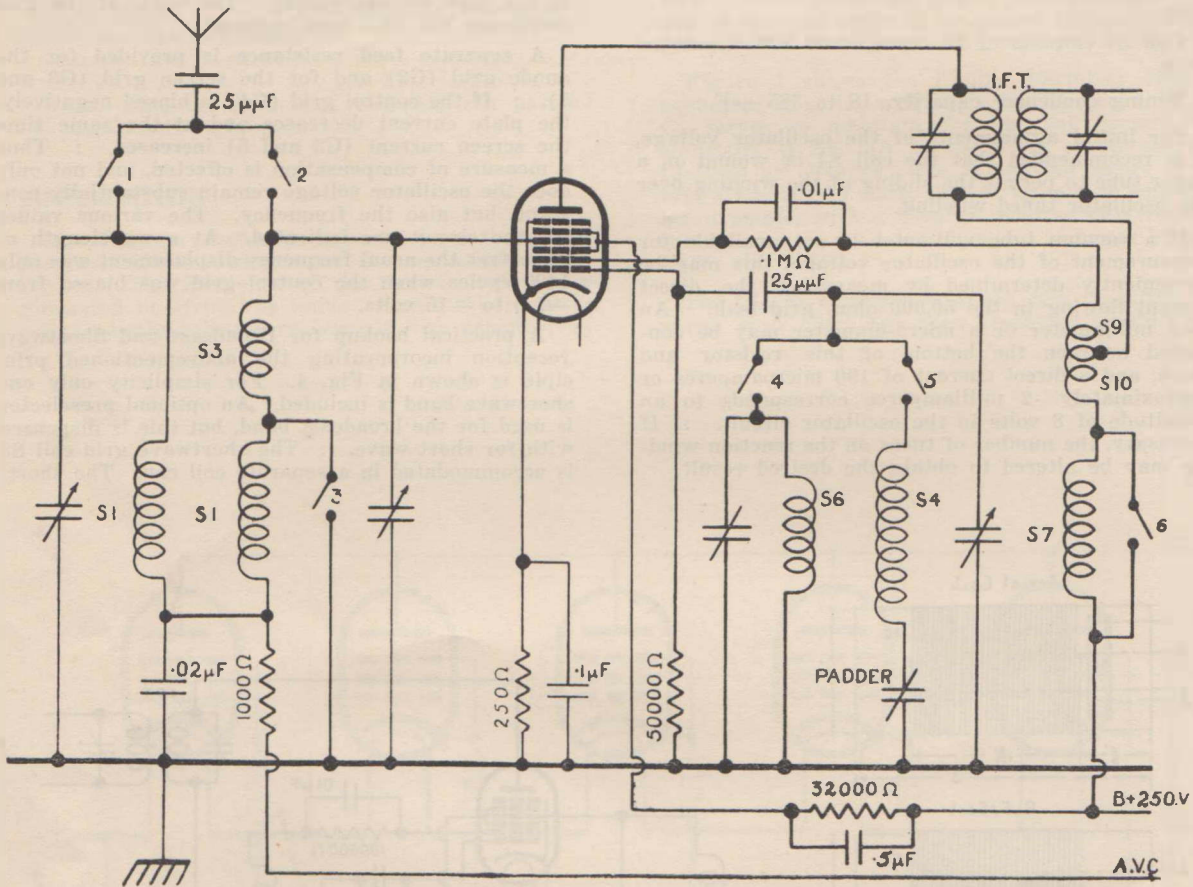 25μμF
1
2
S3
S1
S1
3
.02μF
1000Ω
250Ω
.1μF
50000Ω
.01μF
1MΩ
25μμF
4
5
S6
S4
PADDER
32000Ω
.5μF
I.F.T.
S9
S10
S7
6
B+250.V
A.V.C